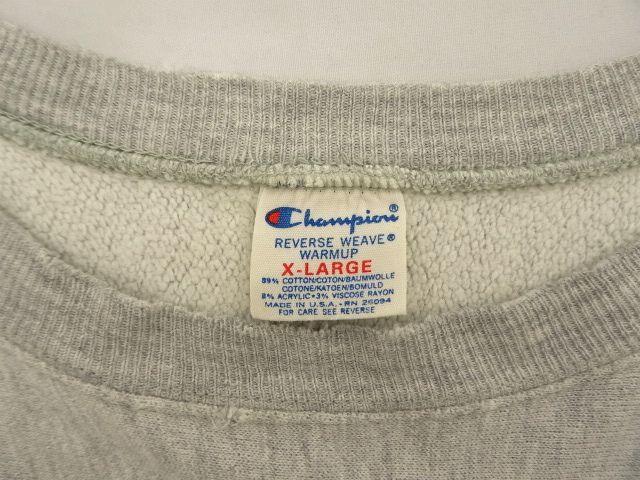 Champion®
REVERSE WEAVE®
WARMUP
X-LARGE
89% COTTON/COTON/BAUMWOLLE
COTONE/KATOEN/BOMULD
8% ACRYLIC•3% VISCOSE RAYON
MADE IN U.S.A.-RN 26094
FOR CARE SEE REVERSE